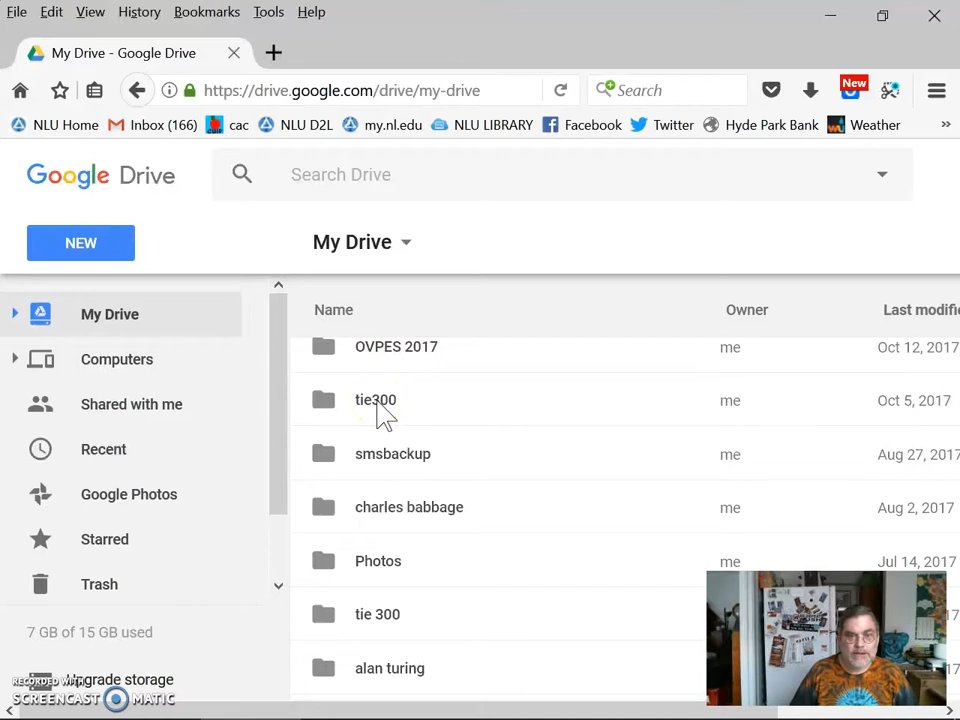 File Edit View History Bookmarks Tools Help
My Drive - Google Drive
https://drive.google.com/drive/my-drive
Search
New
NLU Home Inbox (166) cac NLU D2L my.nl.edu NLU LIBRARY Facebook Twitter Hyde Park Bank Weather »
Google Drive
Search Drive
NEW
My Drive
My Drive
Computers
Shared with me
Recent
Google Photos
Starred
Trash
7 GB of 15 GB used
Upgrade storage
Name Owner Last modifie
OVPES 2017 me Oct 12, 2017
tie300 me Oct 5, 2017
smsbackup me Aug 27, 2017
charles babbage me Aug 2, 2017
Photos Jul 14, 2017
tie 300
alan turing
RECORDED WITH
SCREENCAST MATIC